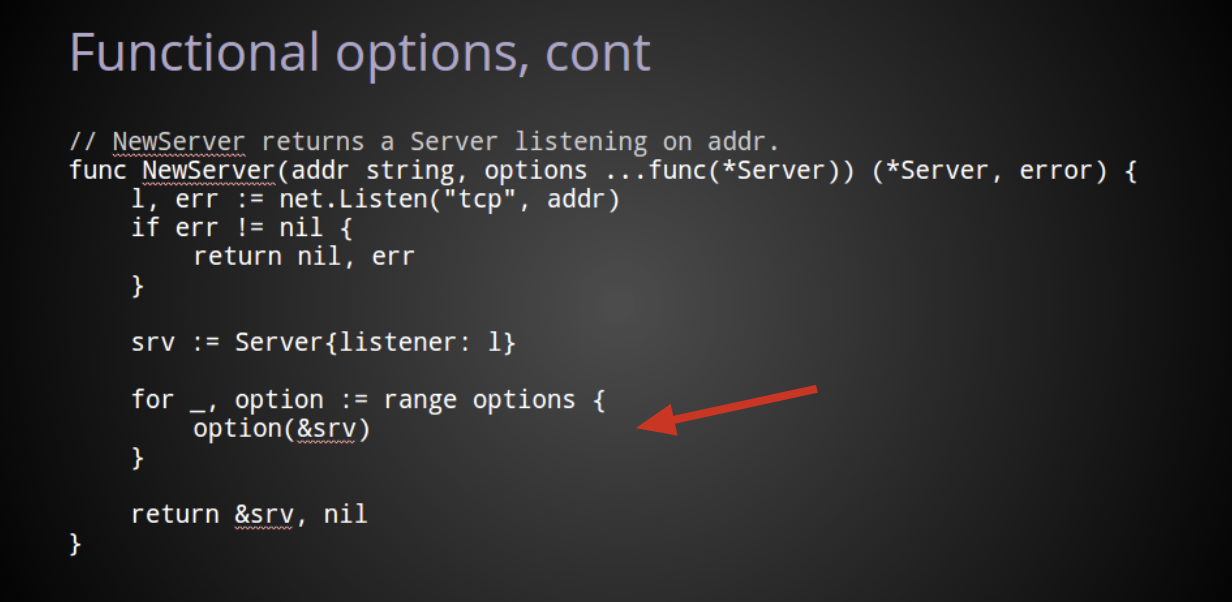 Functional options, cont
// NewServer returns a Server listening on addr.
func NewServer(addr string, options ...func(*Server)) (*Server, error) {
    l, err := net.Listen("tcp", addr)
    if err != nil {
        return nil, err
    }
    srv := Server{listener: l}
    for _, option := range options {
        option(&srv)
    }
    return &srv, nil
}